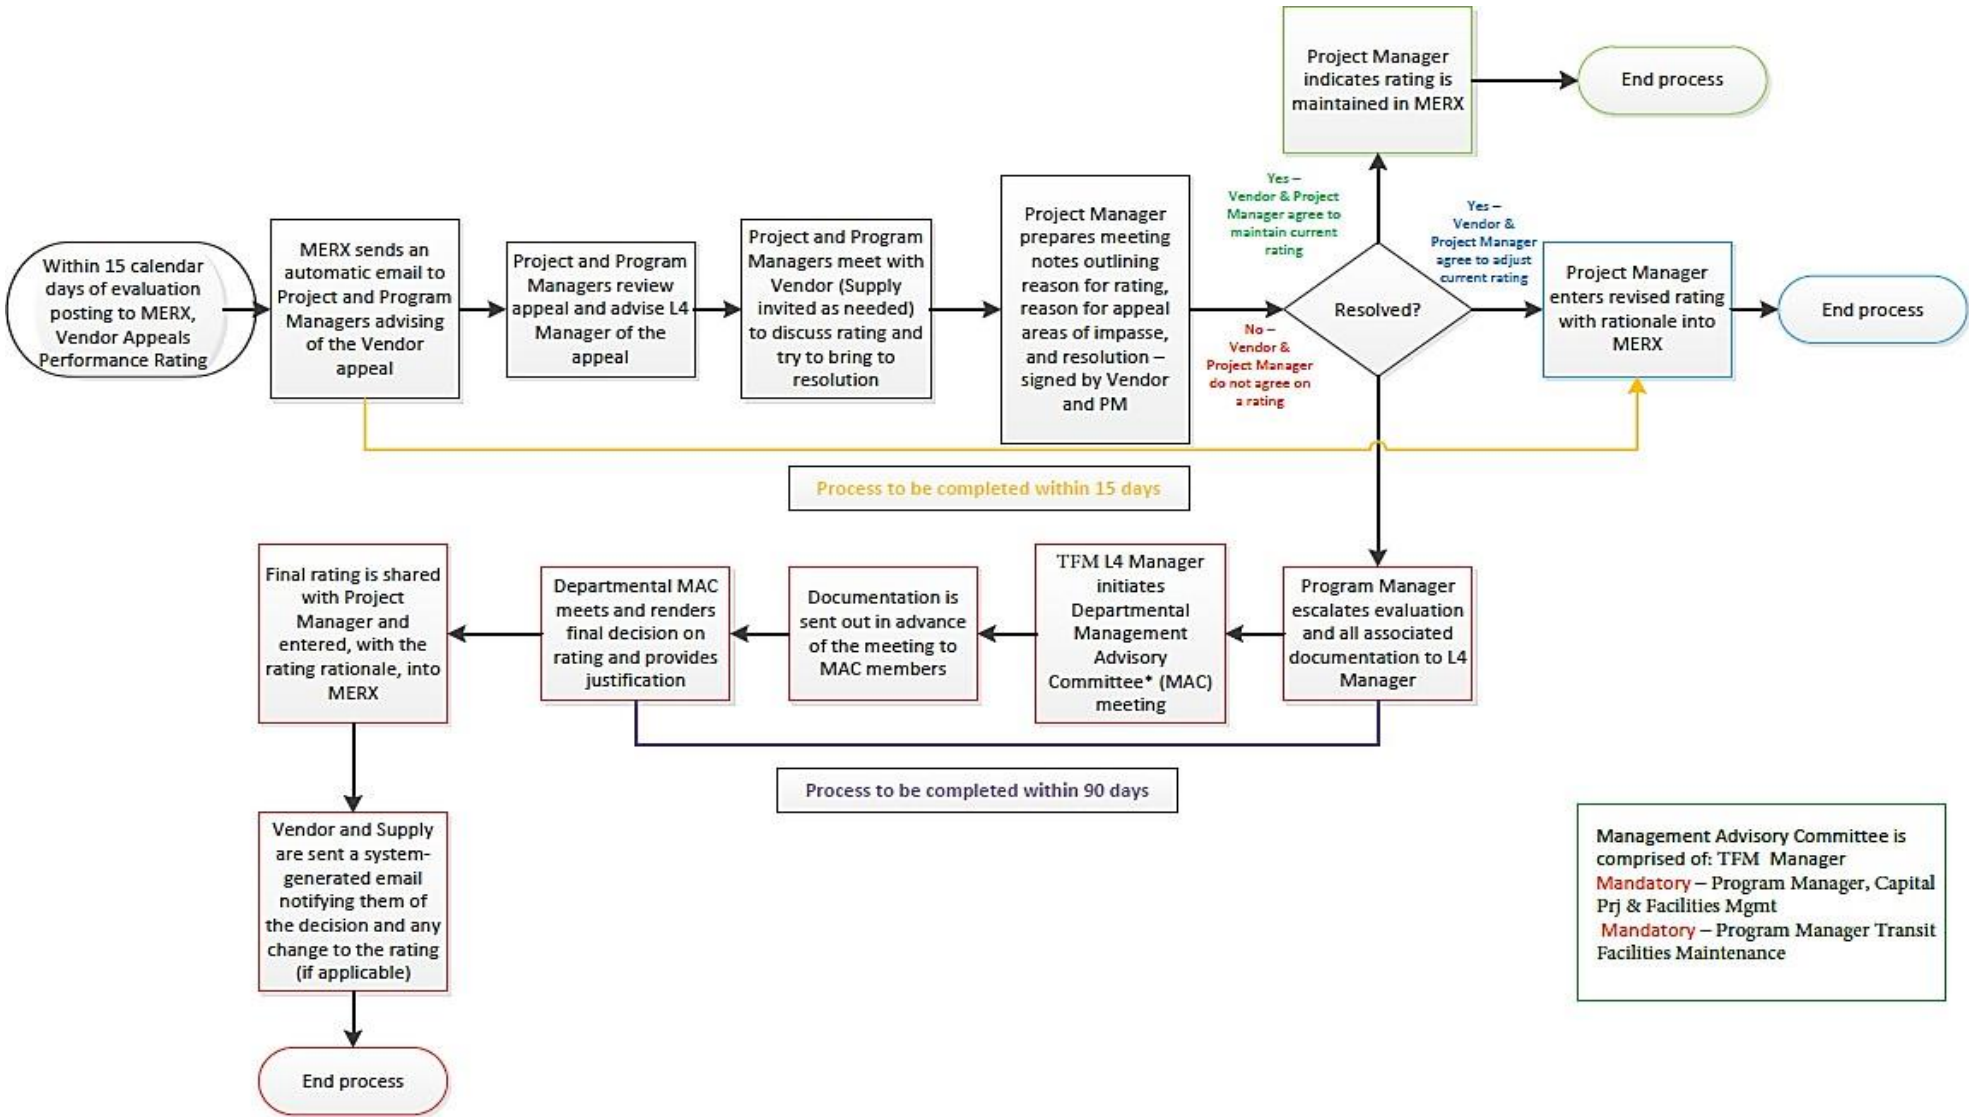 Project Manager
indicates rating is
maintained in MERX
End process
Within 15 calendar
days of evaluation
posting to MERX,
Vendor Appeals
Performance Rating
MERX sends an
automatic email to
Project and Program
Managers advising
of the Vendor
appeal
Project and Program
Managers review
appeal and advise L4
Manager of the
appeal
Project and Program
Managers meet with
Vendor (Supply
invited as needed)
to discuss rating and
try to bring to
resolution
Project Manager
prepares meeting
notes outlining
reason for rating,
reason for appeal
areas of impasse,
and resolution –
signed by Vendor
and PM
Yes –
Vendor & Project
Manager agree to
maintain current
rating
No –
Vendor &
Project Manager
do not agree on
a rating
Resolved?
Yes –
Vendor &
Project Manager
agree to adjust
current rating
Project Manager
enters revised rating
with rationale into
MERX
End process
Process to be completed within 15 days
Program Manager
escalates evaluation
and all associated
documentation to L4
Manager
TFM L4 Manager
initiates
Departmental
Management
Advisory
Committee* (MAC)
meeting
Documentation is
sent out in advance
of the meeting to
MAC members
Departmental MAC
meets and renders
final decision on
rating and provides
justification
Final rating is shared
with Project
Manager and
entered, with the
rating rationale, into
MERX
Process to be completed within 90 days
Vendor and Supply
are sent a system-
generated email
notifying them of
the decision and any
change to the rating
(if applicable)
End process
Management Advisory Committee is
comprised of: TFM Manager
Mandatory – Program Manager, Capital
Prj & Facilities Mgmt
Mandatory – Program Manager Transit
Facilities Maintenance